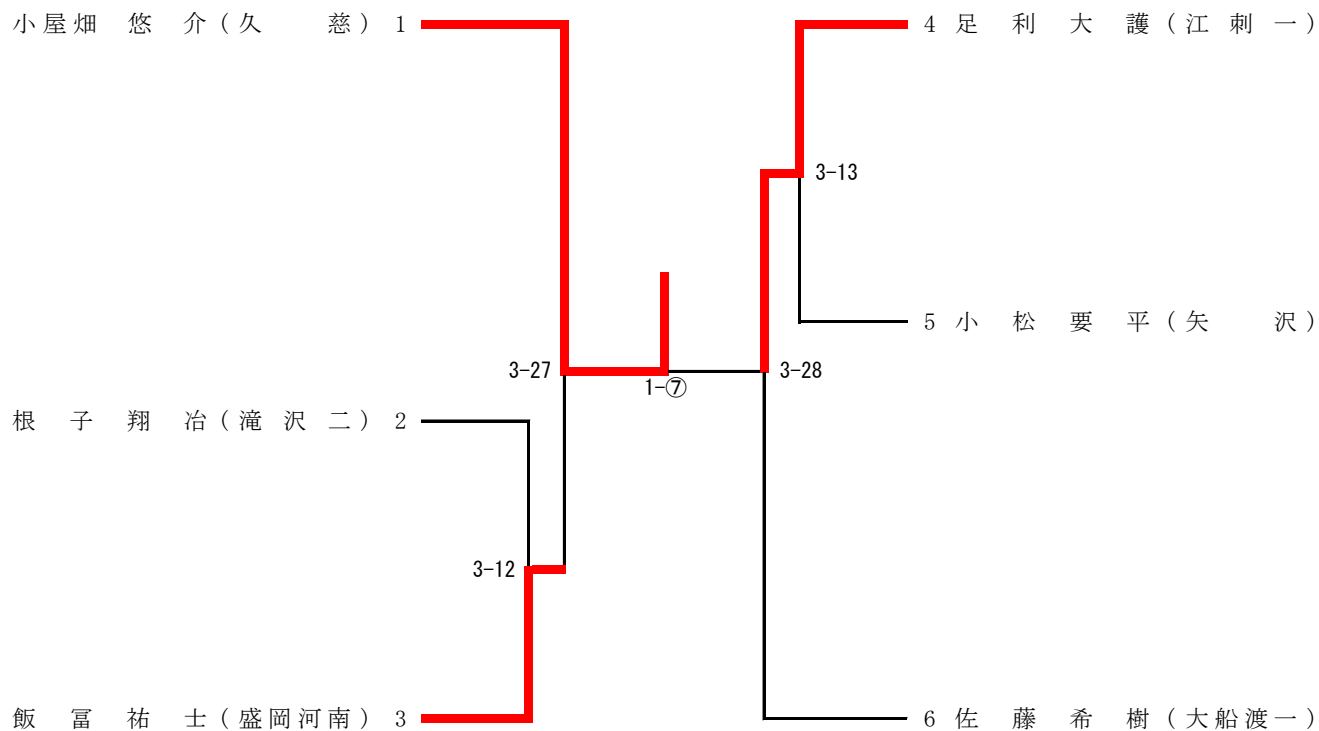 小屋畑 悠 介(久 慈) 1
4 足 利 大 護(江 刺 一)
3-13
5 小 松 要 平(矢 沢)
3-27
3-28
1-⑦
根 子 翔 冶(滝 沢 二) 2
3-12
飯 冨 祐 士(盛岡河南) 3
6 佐 藤 希 樹(大船渡一)